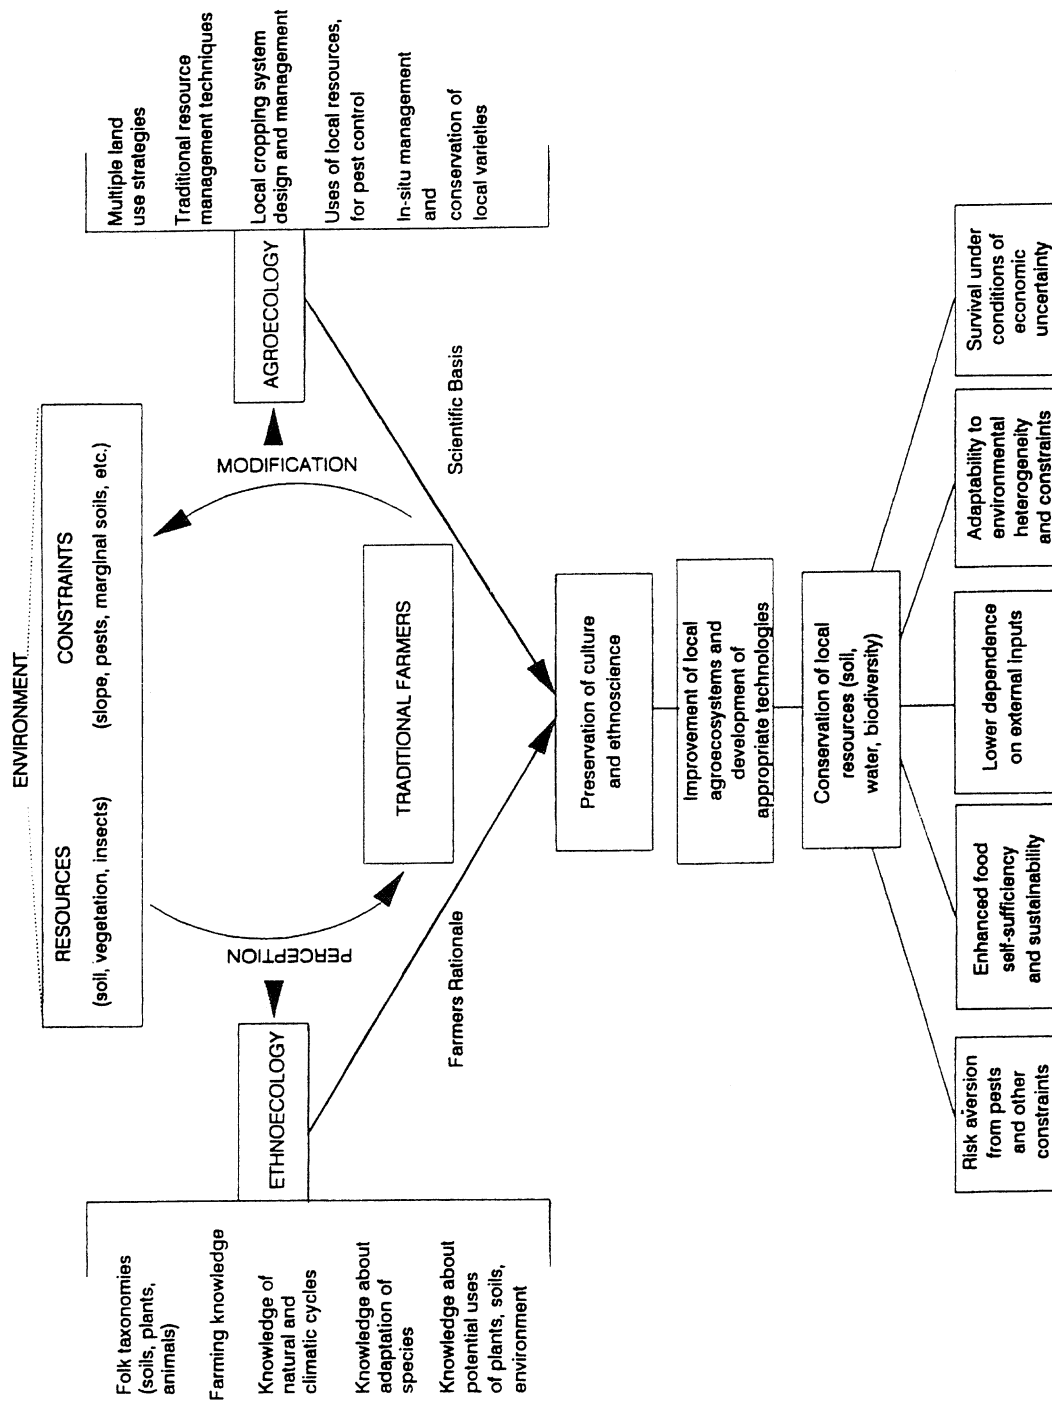 ENVIRONMENT
RESOURCES
(soil, vegetation, insects)
CONSTRAINTS
(slope, pests, marginal soils, etc.)
PERCEPTION
MODIFICATION
TRADITIONAL FARMERS
Folk taxonomies
(soils, plants,
animals)
Farming knowledge
Knowledge of
natural and
climatic cycles
Knowledge about
adaptation of
species
Knowledge about
potential uses
of plants, soils,
environment
ETHNOECOLOGY
AGROECOLOGY
Multiple land
use strategies
Traditional resource
management techniques
Local cropping system
design and management
Uses of local resources,
for pest control
In-situ management
and
conservation of
local varieties
Farmers Rationale
Scientific Basis
Preservation of culture
and ethnoscience
Improvement of local
agroecosystems and
development of
appropriate technologies
Conservation of local
resources (soil,
water, biodiversity)
Risk aversion
from pests
and other
constraints
Enhanced food
self-sufficiency
and sustainability
Lower dependence
on external inputs
Adaptability to
environmental
heterogeneity
and constraints
Survival under
conditions of
economic
uncertainty